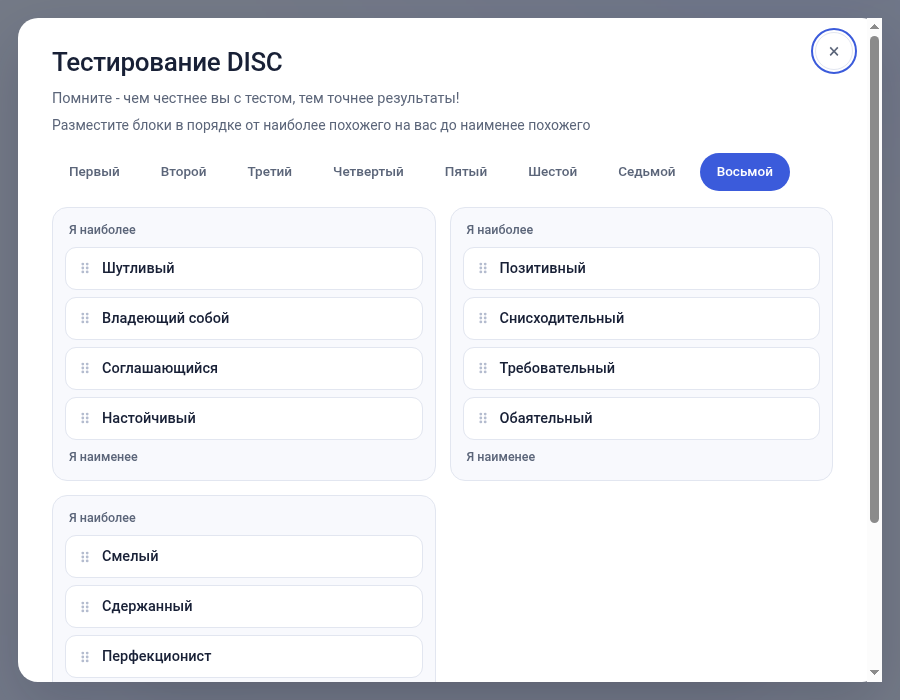 Тестирование DISC
Помните - чем честнее вы с тестом, тем точнее результаты!
Разместите блоки в порядке от наиболее похожего на вас до наименее похожего
Первый Второй Третий Четвертый Пятый Шестой Седьмой Восьмой
Я наиболее
Шутливый
Владеющий собой
Соглашающийся
Настойчивый
Я наименее
Я наиболее
Позитивный
Снисходительный
Требовательный
Обаятельный
Я наименее
Я наиболее
Смелый
Сдержанный
Перфекционист